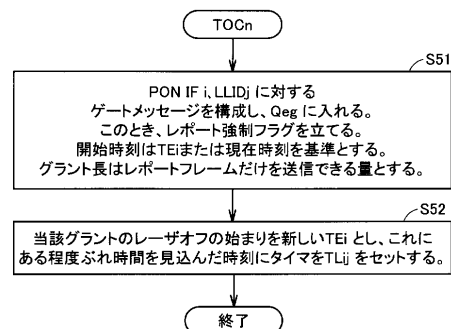 TOCn
S51
PON IF i、LLIDj に対する
ゲートメッセージを構成し、Qeg に入れる。
このとき、レポート強制フラグを立てる。
開始時刻はTEiまたは現在時刻を基準とする。
グラント長はレポートフレームだけを送信できる量とする。
S52
当該グラントのレーザオフの始まりを新しいTEi とし、これに
ある程度ぶれ時間を見込んだ時刻にタイマをTLij をセットする。
終了